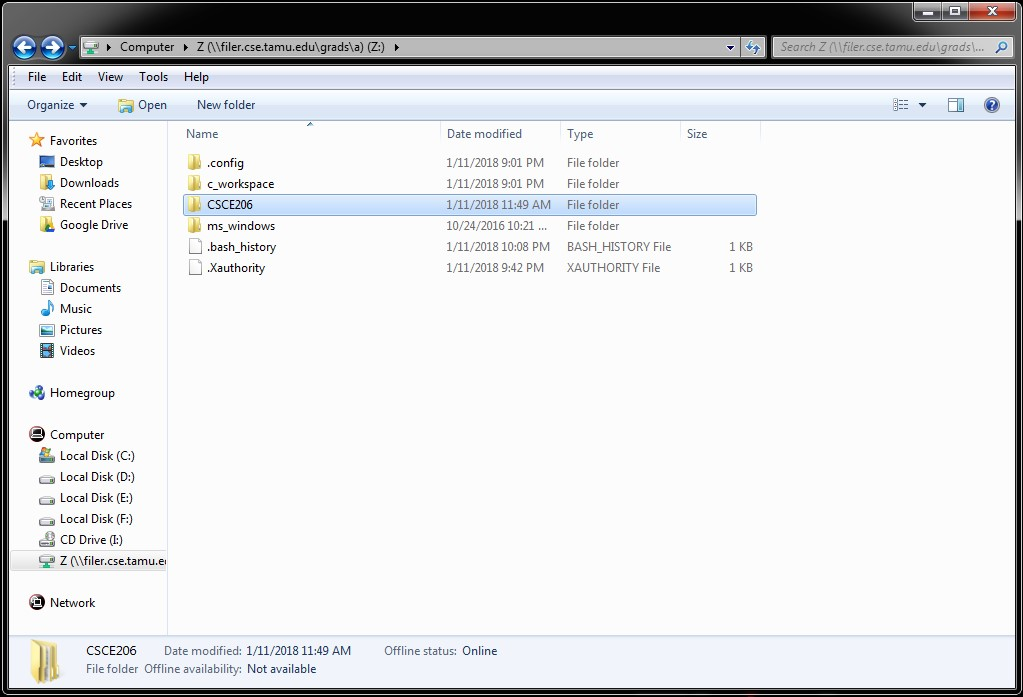 Computer Z (\\filer.cse.tamu.edu\grads\a) (Z:) Search Z (\\filer.cse.tamu.edu\grads\...
File Edit View Tools Help
Organize Open New folder
Name Date modified Type Size
Favorites
Desktop
Downloads
Recent Places
Google Drive
Libraries
Documents
Music
Pictures
Videos
Homegroup
Computer
Local Disk (C:)
Local Disk (D:)
Local Disk (E:)
Local Disk (F:)
CD Drive (I:)
Z (\\filer.cse.tamu.e
Network
.config 1/11/2018 9:01 PM File folder
c_workspace 1/11/2018 9:01 PM File folder
CSCE206 1/11/2018 11:49 AM File folder
ms_windows 10/24/2016 10:21 ... File folder
.bash_history 1/11/2018 10:08 PM BASH_HISTORY File 1 KB
.Xauthority 1/11/2018 9:42 PM XAUTHORITY File 1 KB
CSCE206 Date modified: 1/11/2018 11:49 AM Offline status: Online
File folder Offline availability: Not available